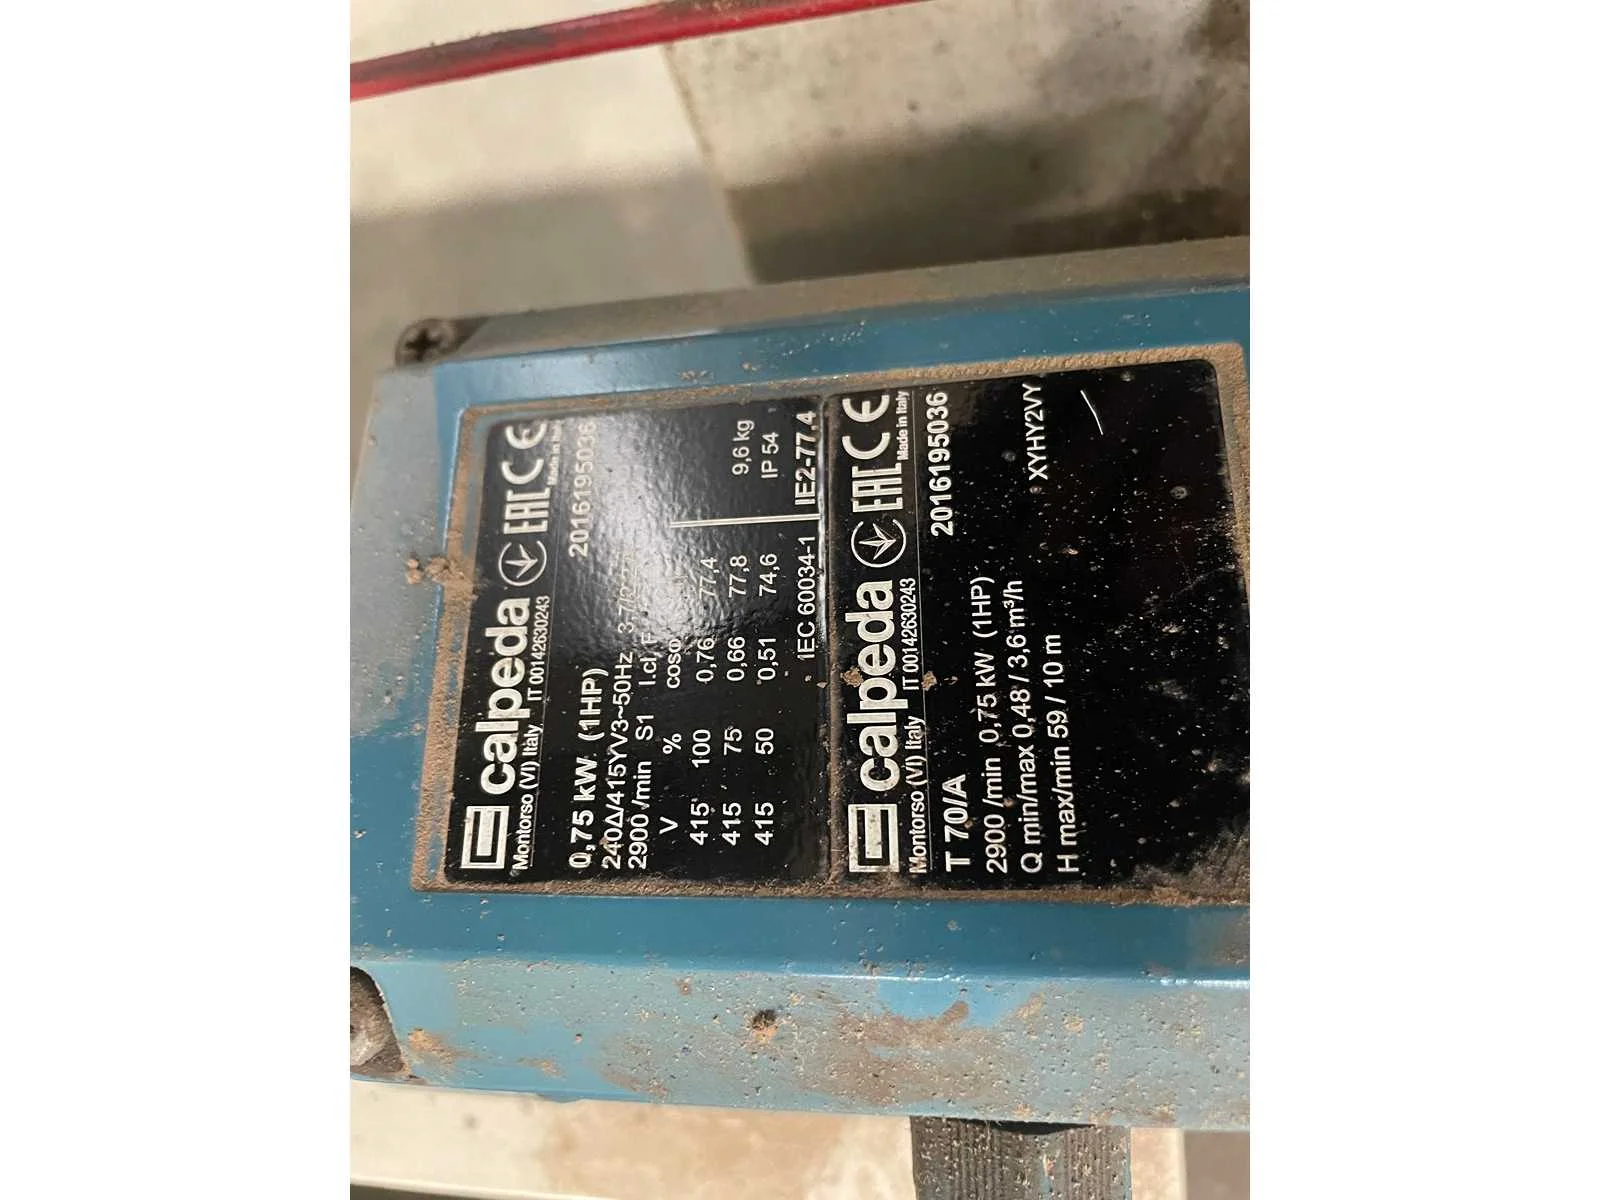 calpeda EAC CE
Montorso (VI) Italy IT 00142630243 Made in Italy
0,75 kW (1HP) 2016195036
240Δ/415YV3~50Hz
2900 /min S1 I.cl.F 9,6 kg
V % cosφ IP 54
415 100 0,76 77,4
415 75 0,66 77,8
415 50 0,51 74,6
IEC 60034-1 IE2-77,4
calpeda EAC CE
Montorso (VI) Italy IT 00142630243 Made in Italy
T 70/A 2016195036
2900 /min 0,75 kW (1HP)
Q min/max 0,48 / 3,6 m³/h
H max/min 59 / 10 m XYHY2VY